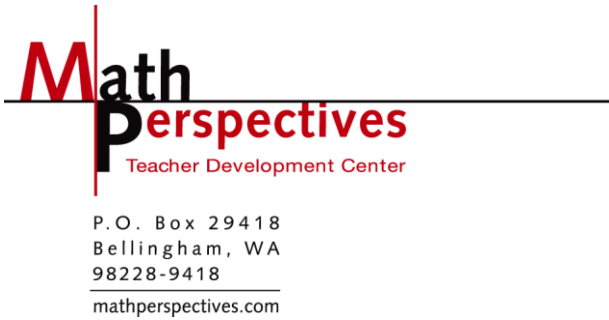 Math
Perspectives
Teacher Development Center
P.O. Box 29418
Bellingham, WA
98228-9418
mathperspectives.com